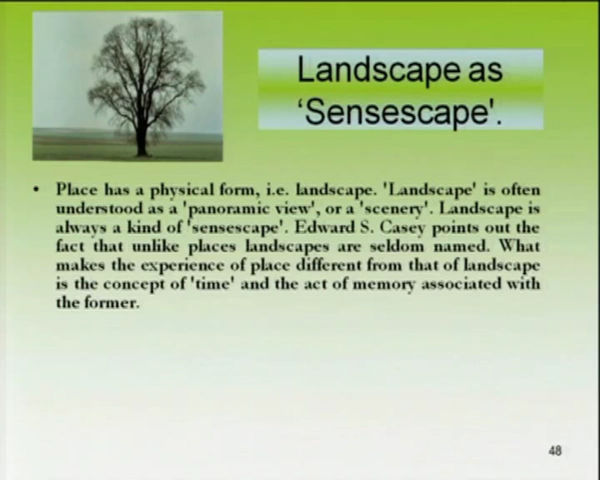 Landscape as
‘Sensescape'.
• Place has a physical form, i.e. landscape. 'Landscape' is often
understood as a 'panoramic view', or a 'scenery'. Landscape is
always a kind of 'sensescape'. Edward S. Casey points out the
fact that unlike places landscapes are seldom named. What
makes the experience of place different from that of landscape
is the concept of 'time' and the act of memory associated with
the former.
48